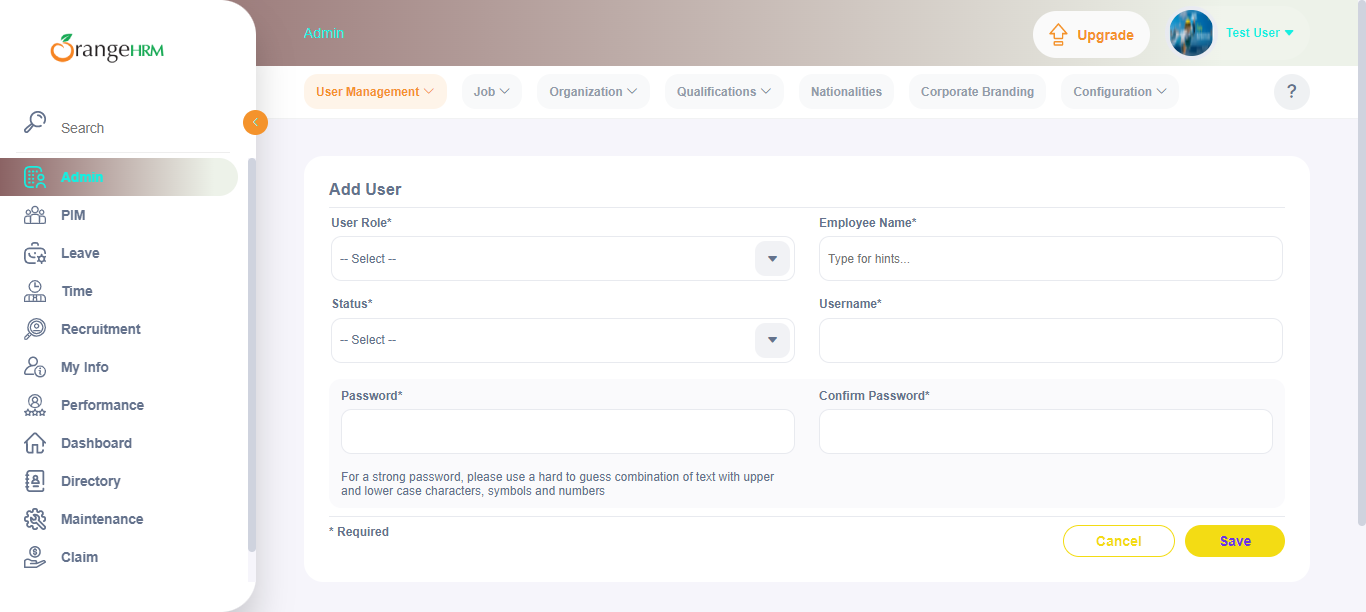 OrangeHRM
Search
Admin
PIM
Leave
Time
Recruitment
My Info
Performance
Dashboard
Directory
Maintenance
Claim
Admin
Upgrade
Test User
User Management
Job
Organization
Qualifications
Nationalities
Corporate Branding
Configuration
?
Add User
User Role*
Employee Name*
-- Select --
Type for hints...
Status*
Username*
-- Select --
Password*
Confirm Password*
For a strong password, please use a hard to guess combination of text with upper
and lower case characters, symbols and numbers
* Required
Cancel
Save